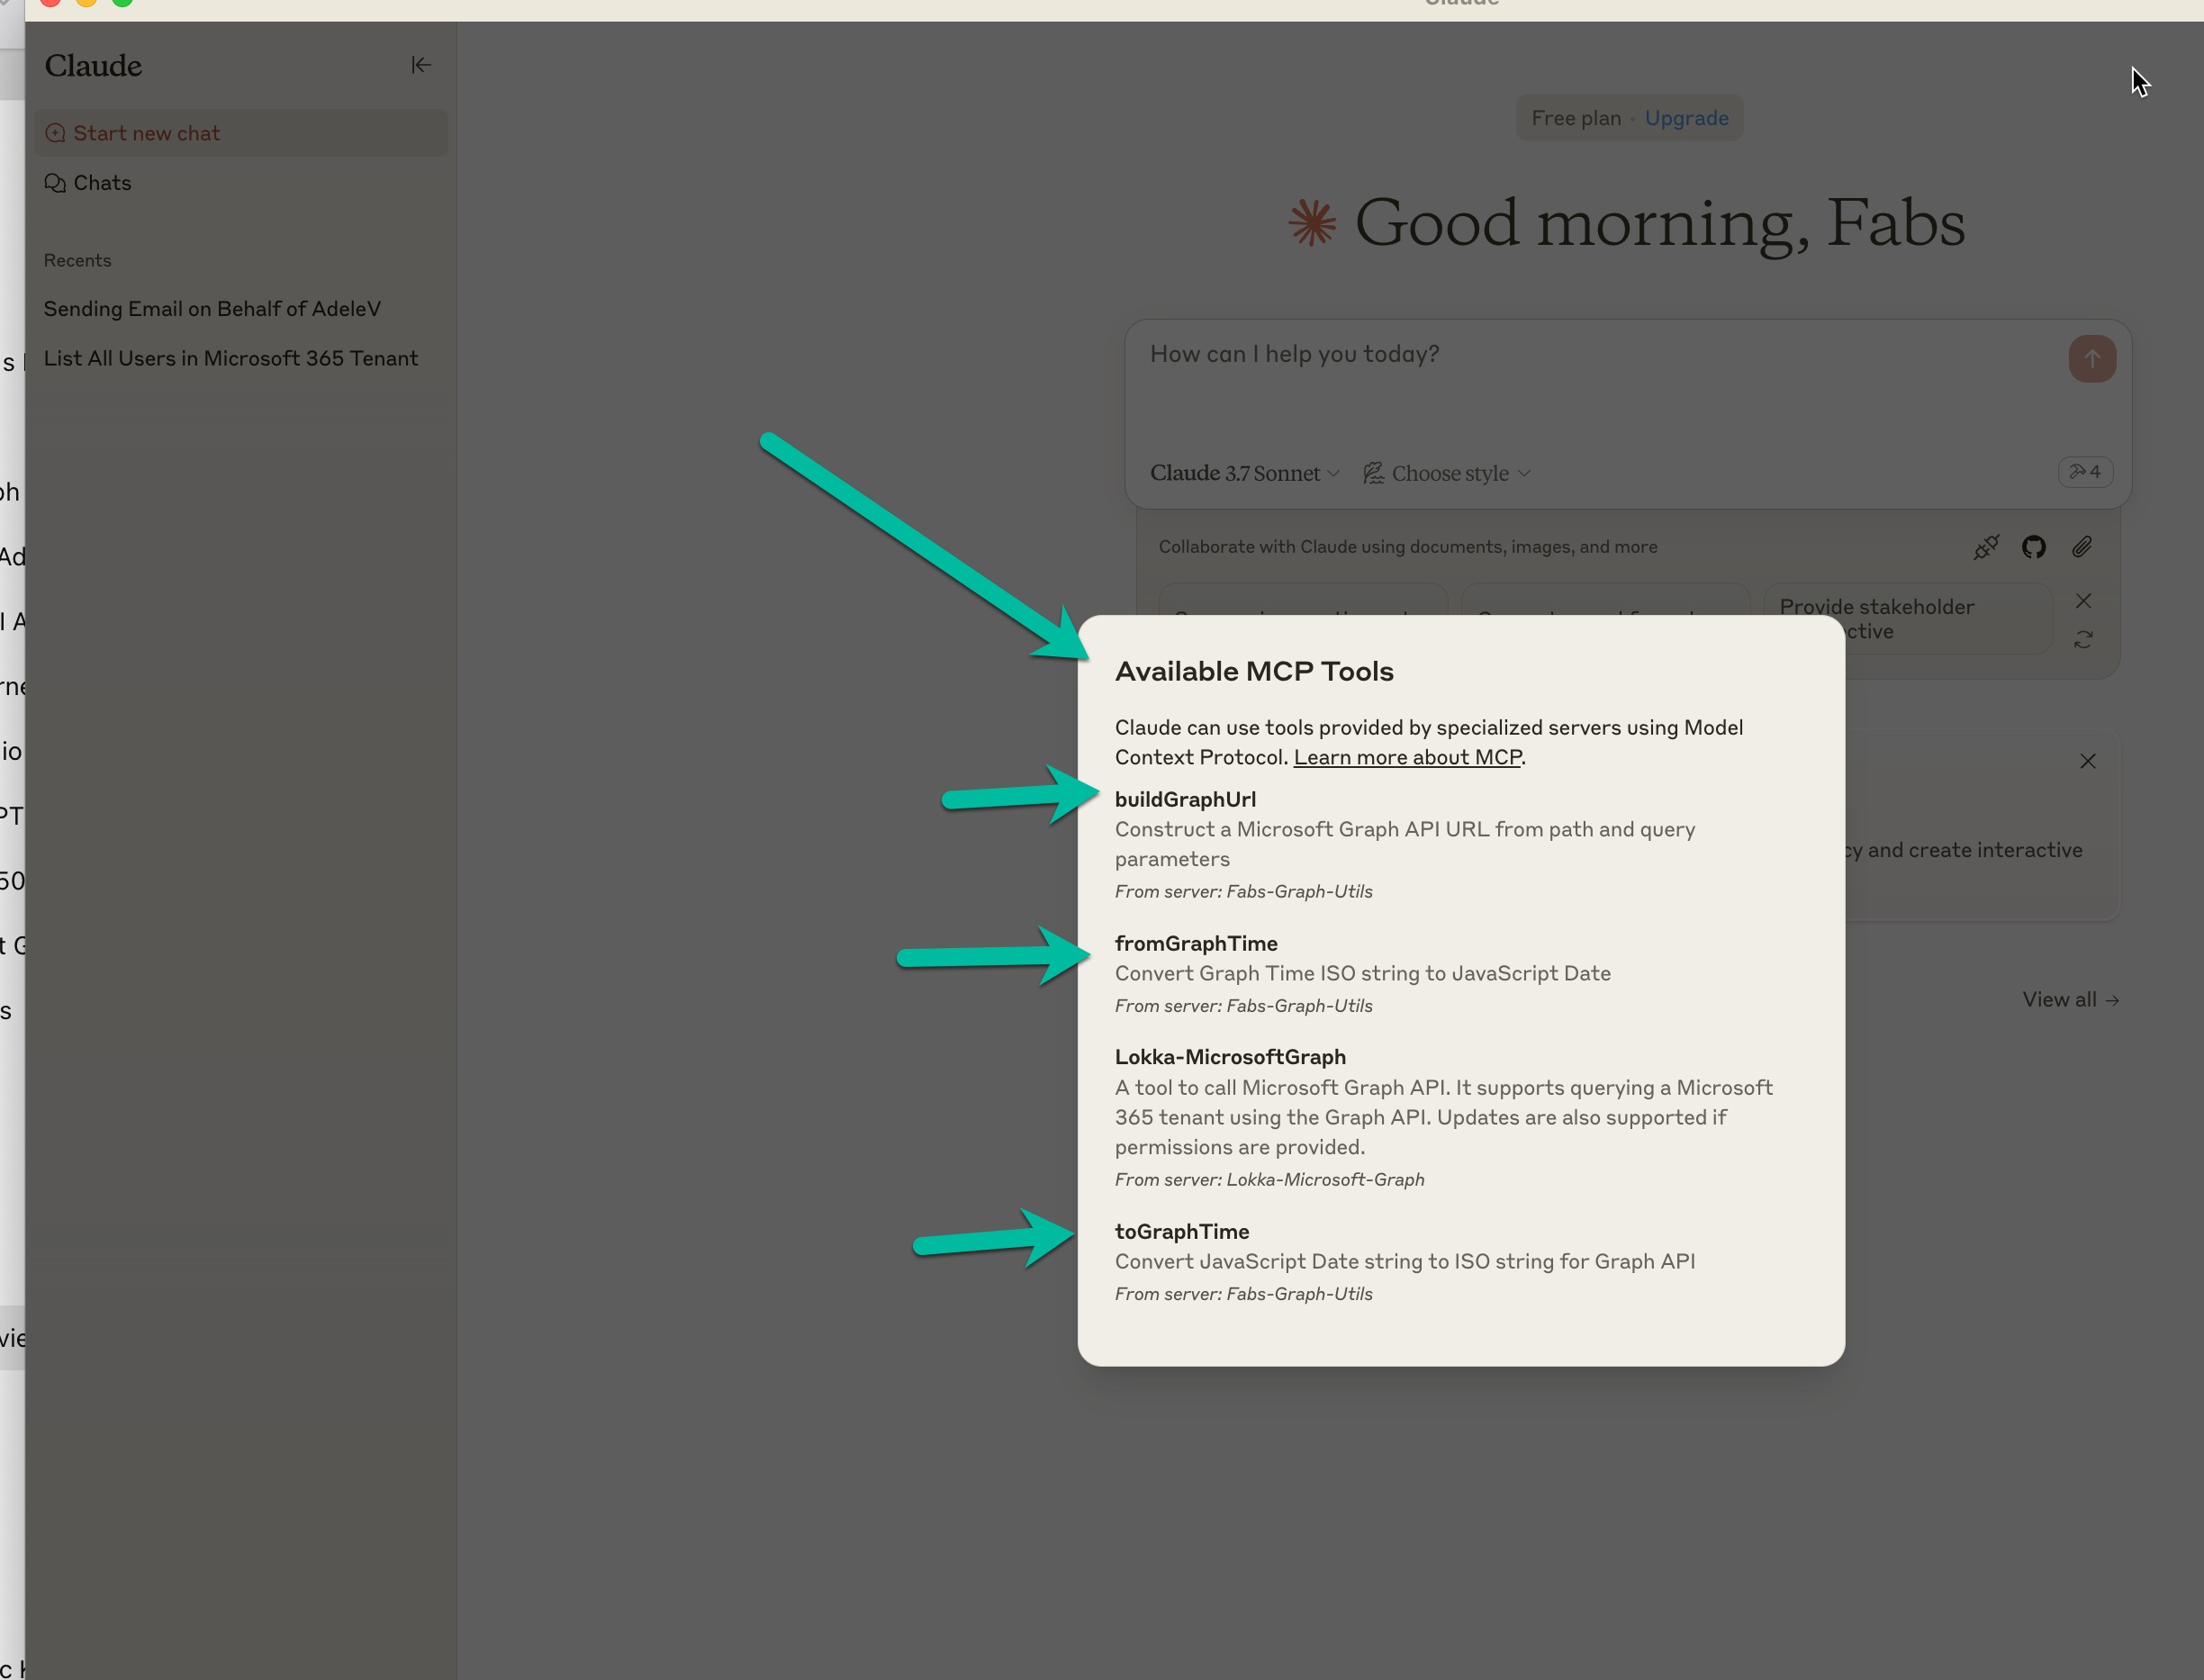 Claude
Start new chat
Chats
Recents
Sending Email on Behalf of AdeleV
List All Users in Microsoft 365 Tenant
Free plan • Upgrade
Good morning, Fabs
How can I help you today?
Claude 3.7 Sonnet
Choose style
4
Collaborate with Claude using documents, images, and more
Provide stakeholder
Available MCP Tools
Claude can use tools provided by specialized servers using Model
Context Protocol. Learn more about MCP.
buildGraphUrl
Construct a Microsoft Graph API URL from path and query
parameters
From server: Fabs-Graph-Utils
fromGraphTime
Convert Graph Time ISO string to JavaScript Date
From server: Fabs-Graph-Utils
Lokka-MicrosoftGraph
A tool to call Microsoft Graph API. It supports querying a Microsoft
365 tenant using the Graph API. Updates are also supported if
permissions are provided.
From server: Lokka-Microsoft-Graph
toGraphTime
Convert JavaScript Date string to ISO string for Graph API
From server: Fabs-Graph-Utils
and create interactive
View all →